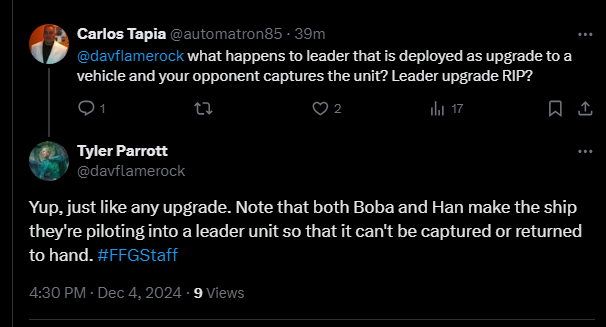 Carlos Tapia @automatron85 · 39m
@davflamerock what happens to leader that is deployed as upgrade to a
vehicle and your opponent captures the unit? Leader upgrade RIP?
1 2 17
Tyler Parrott
@davflamerock
Yup, just like any upgrade. Note that both Boba and Han make the ship
they're piloting into a leader unit so that it can't be captured or returned
to hand. #FFGStaff
4:30 PM · Dec 4, 2024 · 9 Views